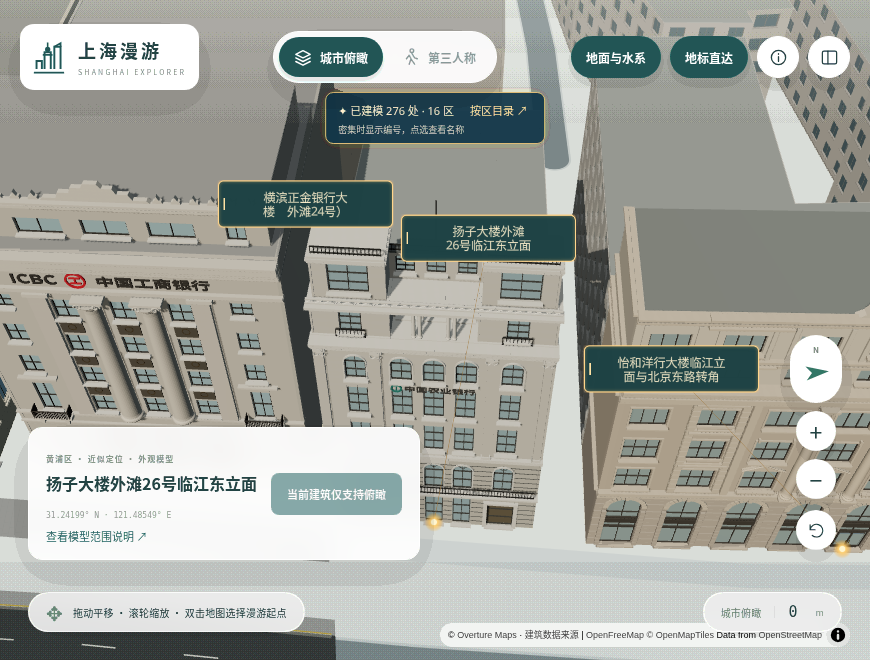 上海漫游
SHANGHAI EXPLORER
城市俯瞰
第三人称
地面与水系
地标直达
✦ 已建模 276 处 · 16 区 按区目录 ↗
密集时显示编号，点选查看名称
横滨正金银行大
楼 外滩24号）
扬子大楼外滩
26号临江东立面
ICBC 中国工商银行
怡和洋行大楼临江立
面与北京东路转角
N
中国农业银行
+
−
黄浦区 · 近似定位 · 外观模型
扬子大楼外滩26号临江东立面
当前建筑仅支持俯瞰
31.24199° N · 121.48549° E
查看模型范围说明 ↗
拖动平移 · 滚轮缩放 · 双击地图选择漫游起点
城市俯瞰 0 m
© Overture Maps · 建筑数据来源 | OpenFreeMap © OpenMapTiles Data from OpenStreetMap